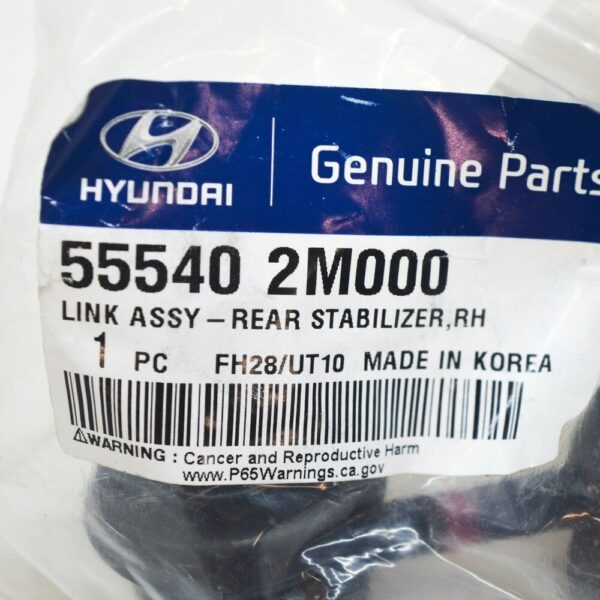 HYUNDAI
Genuine Parts
55540 2M000
LINK ASSY-REAR STABILIZER,RH
1 PC FH28/UT10 MADE IN KOREA
WARNING : Cancer and Reproductive Harm
www.P65Warnings.ca.gov